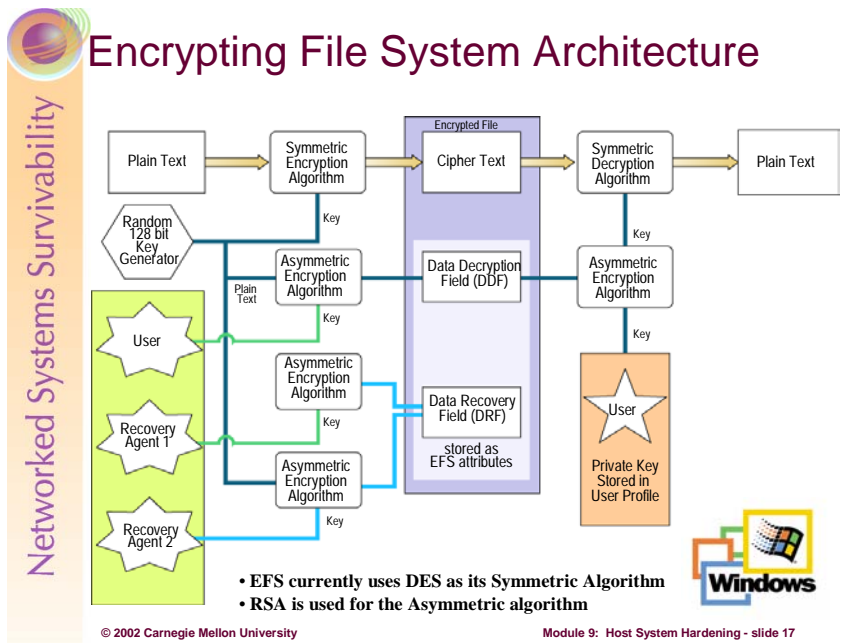 Encrypting File System Architecture
Networked Systems Survivability
Encrypted File
Plain Text
Symmetric
Encryption
Algorithm
Cipher Text
Symmetric
Decryption
Algorithm
Plain Text
Key
Key
Random
128 bit
Key
Generator
Plain
Text
Asymmetric
Encryption
Algorithm
Data Decryption
Field (DDF)
Asymmetric
Encryption
Algorithm
Key
Key
User
Asymmetric
Encryption
Algorithm
Key
Recovery
Agent 1
Data Recovery
Field (DRF)
stored as
EFS attributes
User
Private Key
Stored in
User Profile
Asymmetric
Encryption
Algorithm
Key
Recovery
Agent 2
• EFS currently uses DES as its Symmetric Algorithm
• RSA is used for the Asymmetric algorithm
Windows
© 2002 Carnegie Mellon University
Module 9: Host System Hardening - slide 17